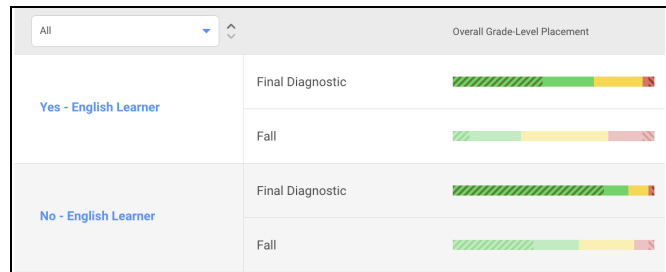 All
Overall Grade-Level Placement
Yes - English Learner
Final Diagnostic
Fall
No - English Learner
Final Diagnostic
Fall